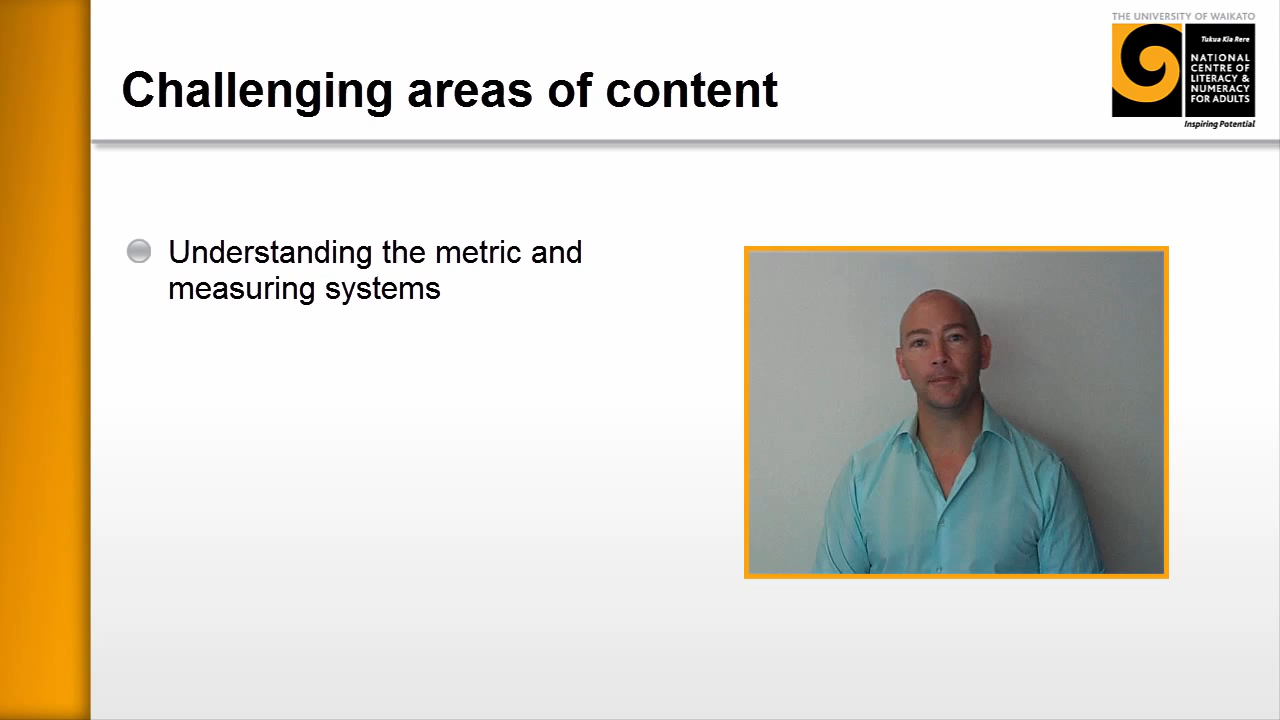 THE UNIVERSITY OF WAIKATO
Tukua Kia Rere
NATIONAL
CENTRE OF
LITERACY &
NUMERACY
FOR ADULTS
Inspiring Potential
Challenging areas of content
Understanding the metric and
measuring systems